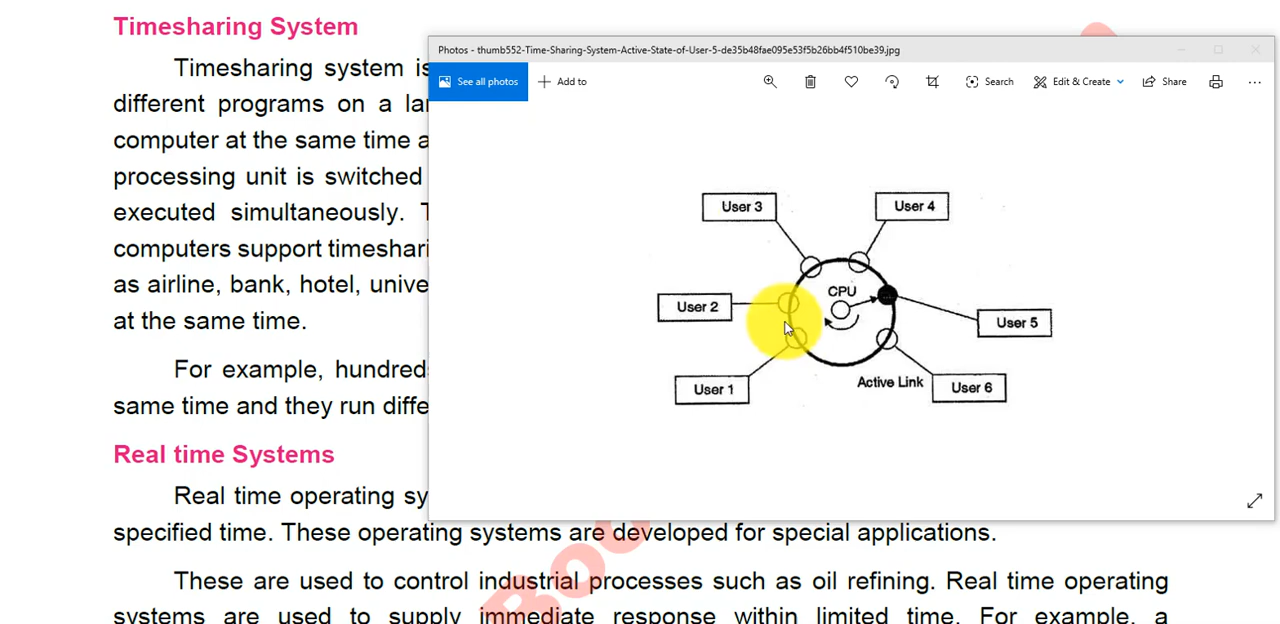 Timesharing System
Timesharing system is
different programs on a
computer at the same time
processing unit is switched
executed simultaneously.
computers support
as airline, bank, hotel,
at the same time.
For example,
same time and they run
Real time Systems
Real time operating
specified time. These operating systems are developed for special applications.
These are used to control industrial processes such as oil refining. Real time operating
systems are used to supply immediate response within limited time. For example, a
Photos - thumb552-Time-Sharing-System-Active-State-of-User-5-de35b48fae095e53f5b26bb4f510be39.jpg
See all photos
Add to
Search
Edit & Create
Share
User 3
User 4
CPU
User 2
User 5
User 1
Active Link
User 6